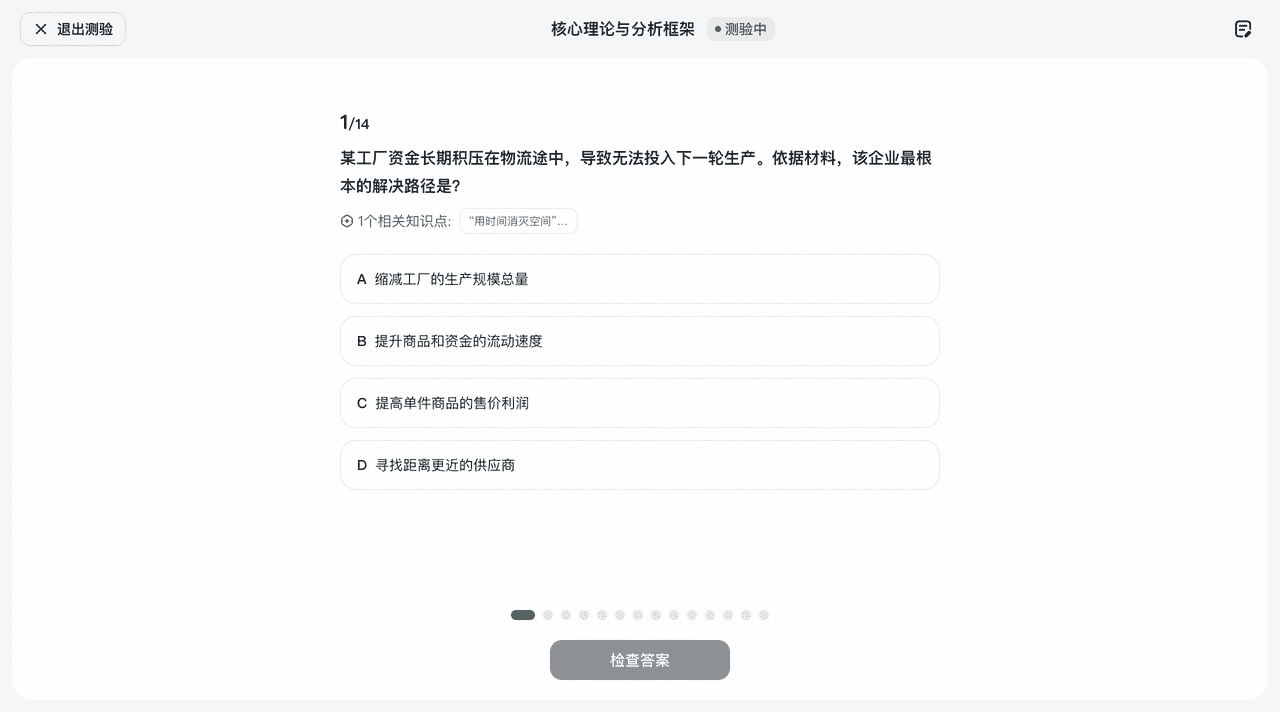 退出测验
核心理论与分析框架
测验中
1/14
某工厂资金长期积压在物流途中，导致无法投入下一轮生产。依据材料，该企业最根
本的解决路径是?
1个相关知识点:
“用时间消灭空间”...
A 缩减工厂的生产规模总量
B 提升商品和资金的流动速度
C 提高单件商品的售价利润
D 寻找距离更近的供应商
检查答案